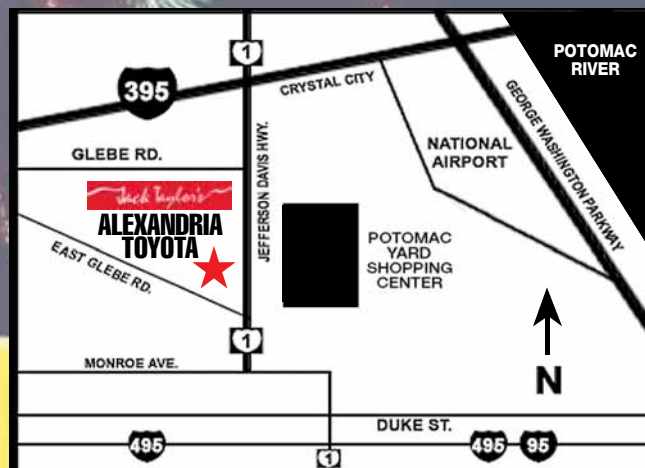 1
POTOMAC
RIVER
395
CRYSTAL CITY
GEORGE WASHINGTON PARKWAY
GLEBE RD.
NATIONAL
AIRPORT
JEFFERSON DAVIS HWY.
Jack Taylor's
ALEXANDRIA
TOYOTA
EAST GLEBE RD.
POTOMAC
YARD
SHOPPING
CENTER
1
MONROE AVE.
N
DUKE ST.
495
1
495
95